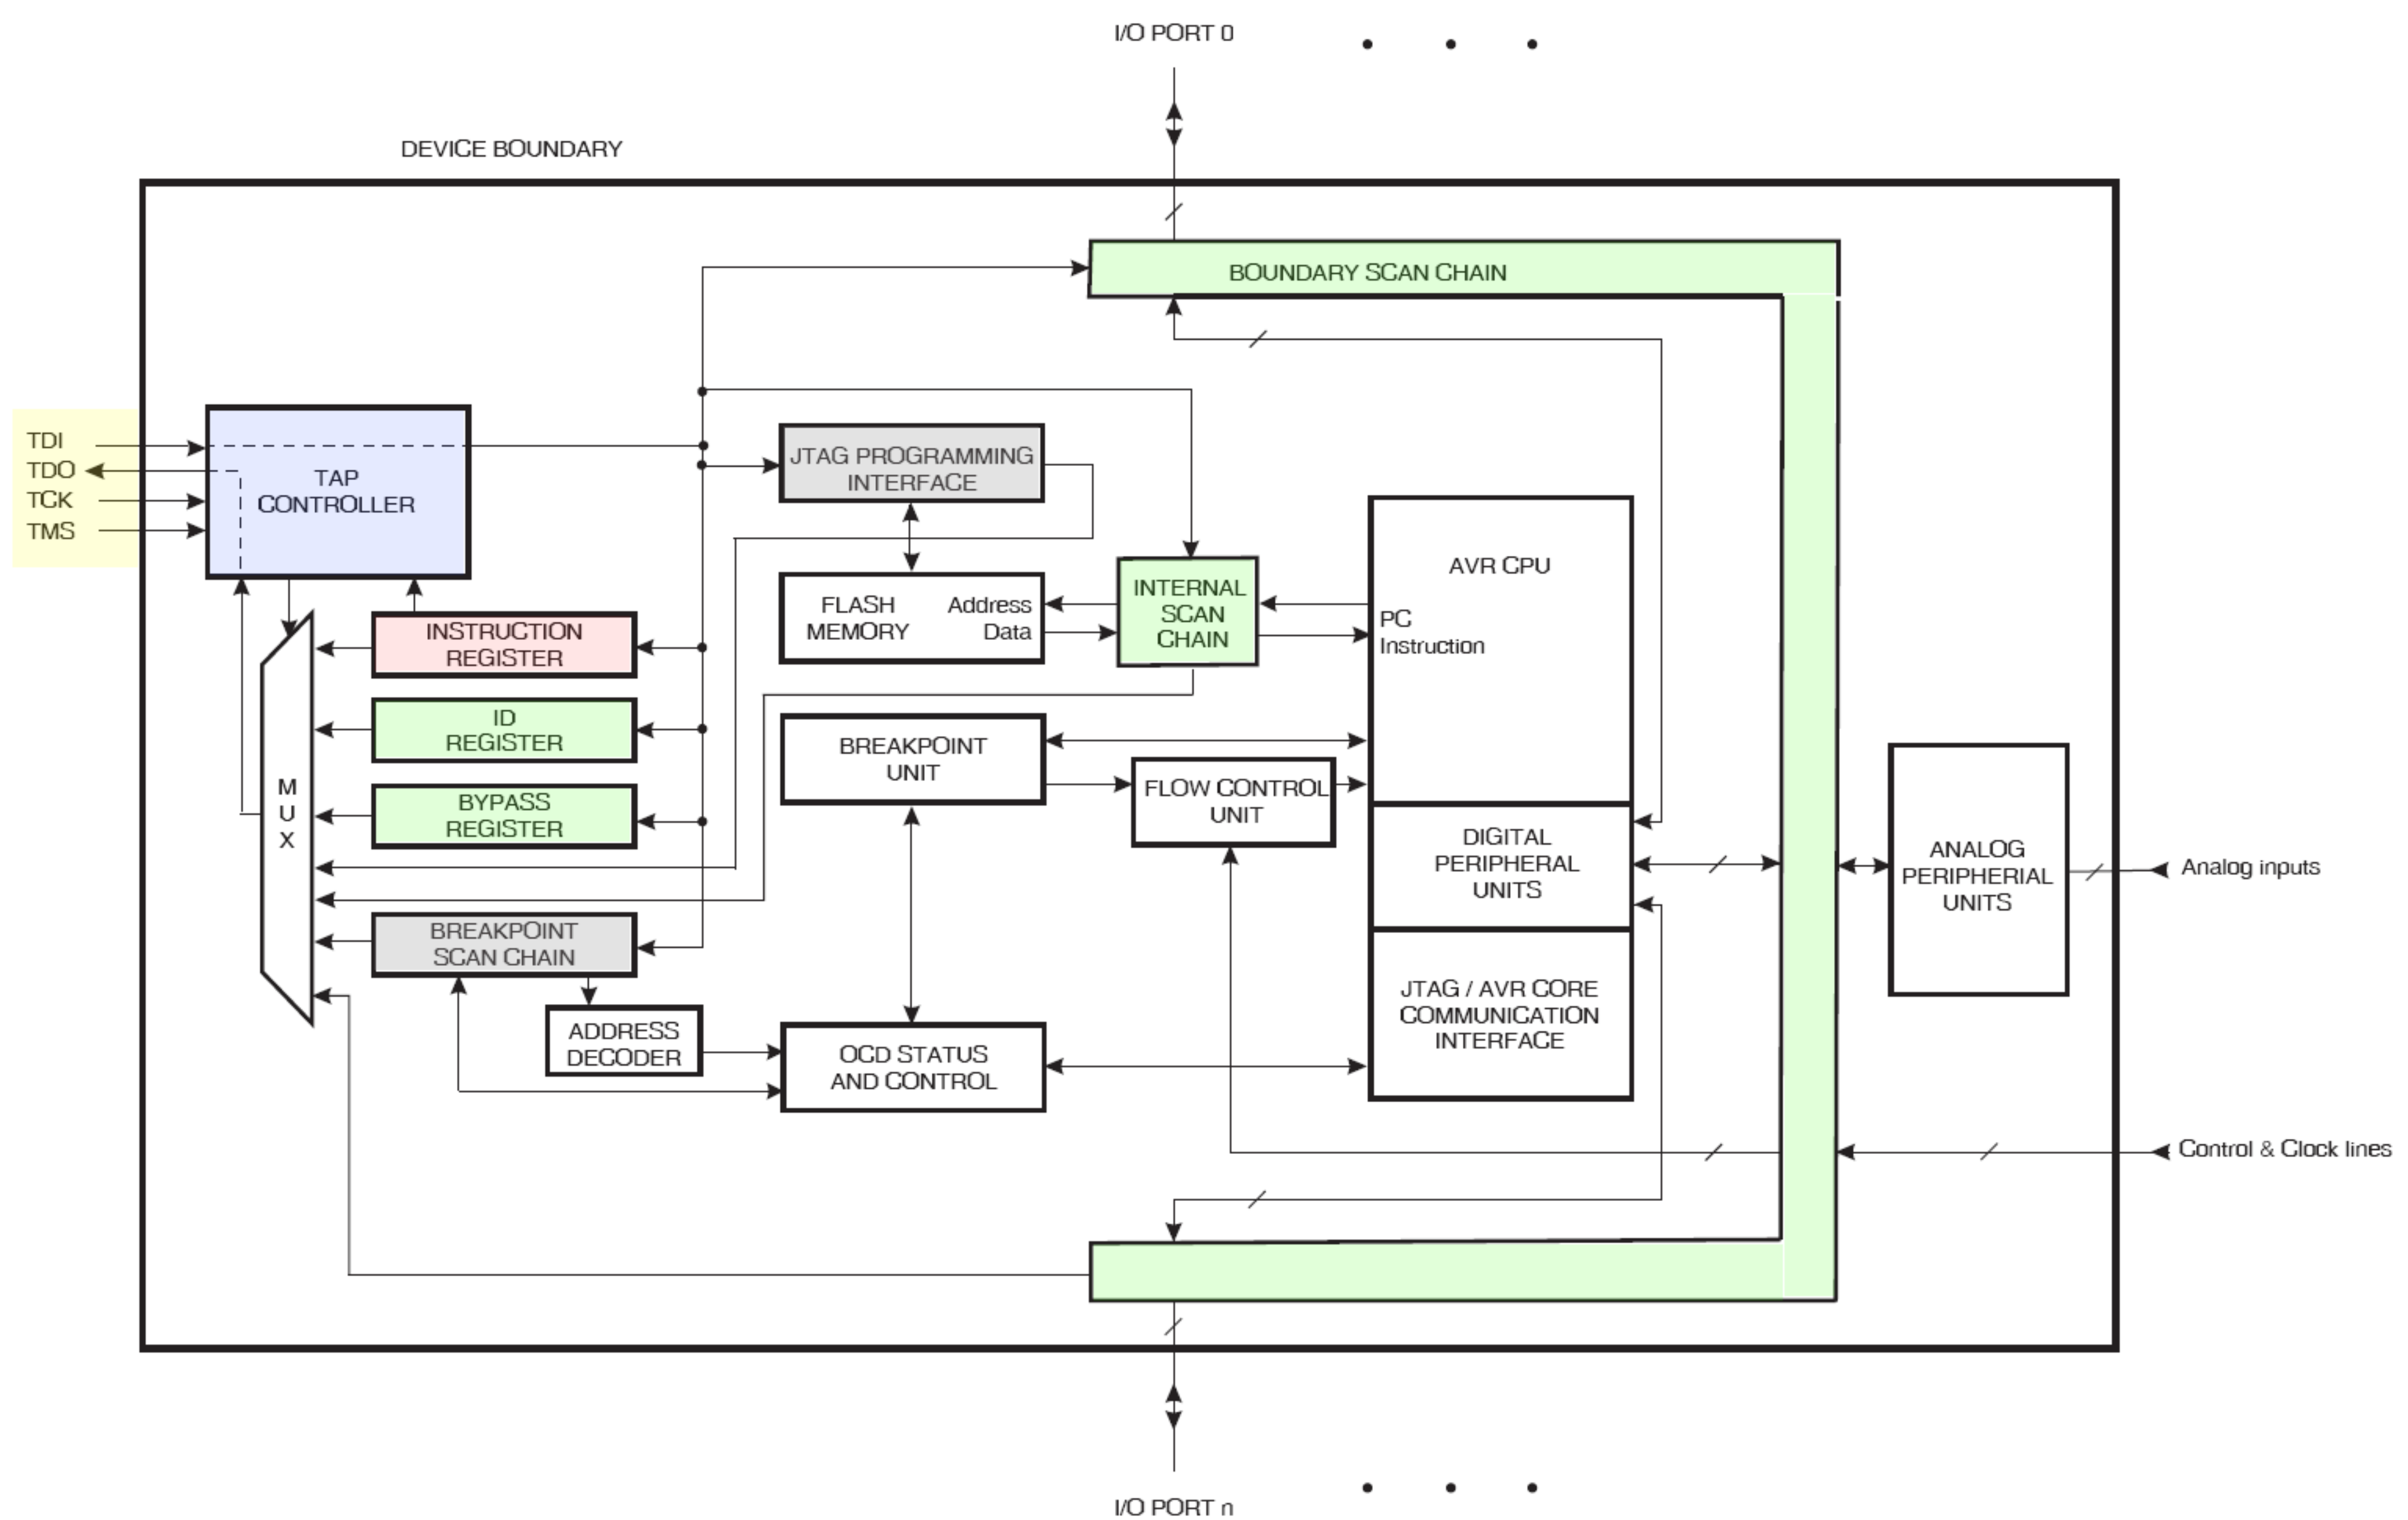 I/O PORT 0
DEVICE BOUNDARY
BOUNDARY SCAN CHAIN
TDI
TDO
TCK
TMS
TAP
CONTROLLER
JTAG PROGRAMMING
INTERFACE
AVR CPU
FLASH
MEMORY
Address
Data
INTERNAL
SCAN
CHAIN
PC
Instruction
INSTRUCTION
REGISTER
ID
REGISTER
BREAKPOINT
UNIT
FLOW CONTROL
UNIT
M
U
X
BYPASS
REGISTER
DIGITAL
PERIPHERAL
UNITS
ANALOG
PERIPHERIAL
UNITS
Analog inputs
BREAKPOINT
SCAN CHAIN
JTAG / AVR CORE
COMMUNICATION
INTERFACE
ADDRESS
DECODER
OCD STATUS
AND CONTROL
Control & Clock lines
I/O PORT n